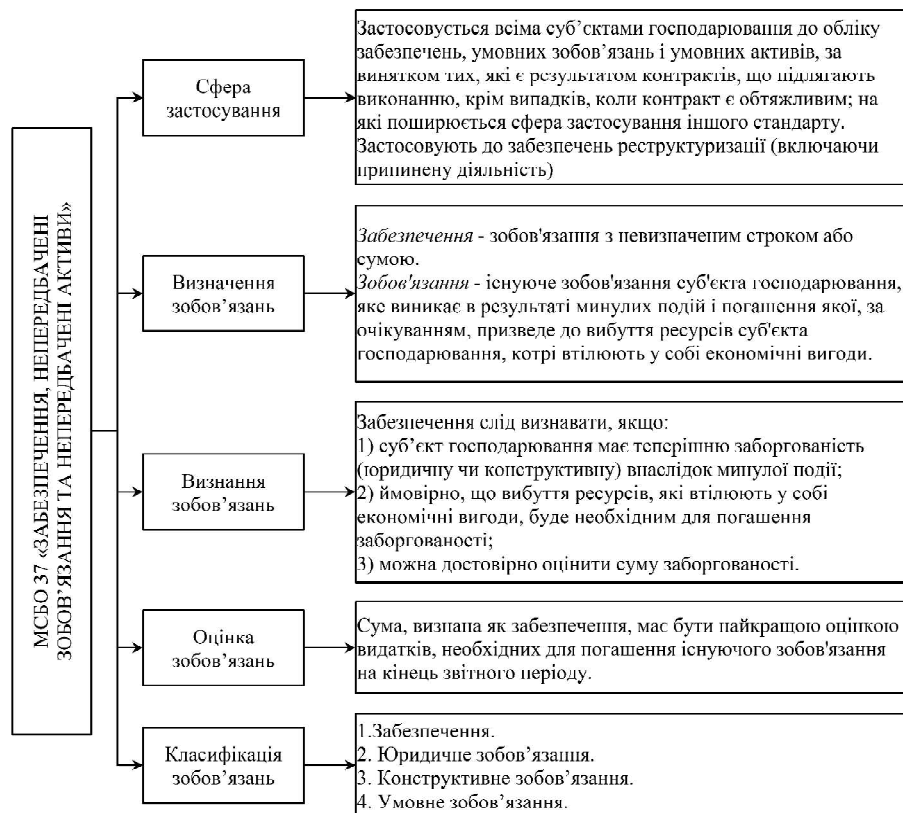 МСБО 37 «ЗАБЕЗПЕЧЕННЯ, НЕПЕРЕДБАЧЕНІ
ЗОБОВ’ЯЗАННЯ ТА НЕПЕРЕДБАЧЕНІ АКТИВИ»
Сфера
застосування
Застосовується всіма суб’єктами господарювання до обліку
забезпечень, умовних зобов’язань і умовних активів, за
винятком тих, які є результатом контрактів, що підлягають
виконанню, крім випадків, коли контракт є обтяжливим; на
які поширюється сфера застосування іншого стандарту.
Застосовують до забезпечень реструктуризації (включаючи
припинену діяльність)
Визначення
зобов’язань
Забезпечення - зобов'язання з невизначеним строком або
сумою.
Зобов'язання - існуюче зобов'язання суб'єкта господарювання,
яке виникає в результаті минулих подій і погашення якої, за
очікуванням, призведе до вибуття ресурсів суб'єкта
господарювання, котрі втілюють у собі економічні вигоди.
Визнання
зобов’язань
Забезпечення слід визнавати, якщо:
1) суб’єкт господарювання має теперішню заборгованість
(юридичну чи конструктивну) внаслідок минулої події;
2) ймовірно, що вибуття ресурсів, які втілюють у собі
економічні вигоди, буде необхідним для погашення
заборгованості;
3) можна достовірно оцінити суму заборгованості.
Оцінка
зобов’язань
Сума, визнана як забезпечення, має бути найкращою оцінкою
видатків, необхідних для погашення існуючого зобов'язання
на кінець звітного періоду.
Класифікація
зобов’язань
1.Забезпечення.
2. Юридичне зобов’язання.
3. Конструктивне зобов’язання.
4. Умовне зобов’язання.